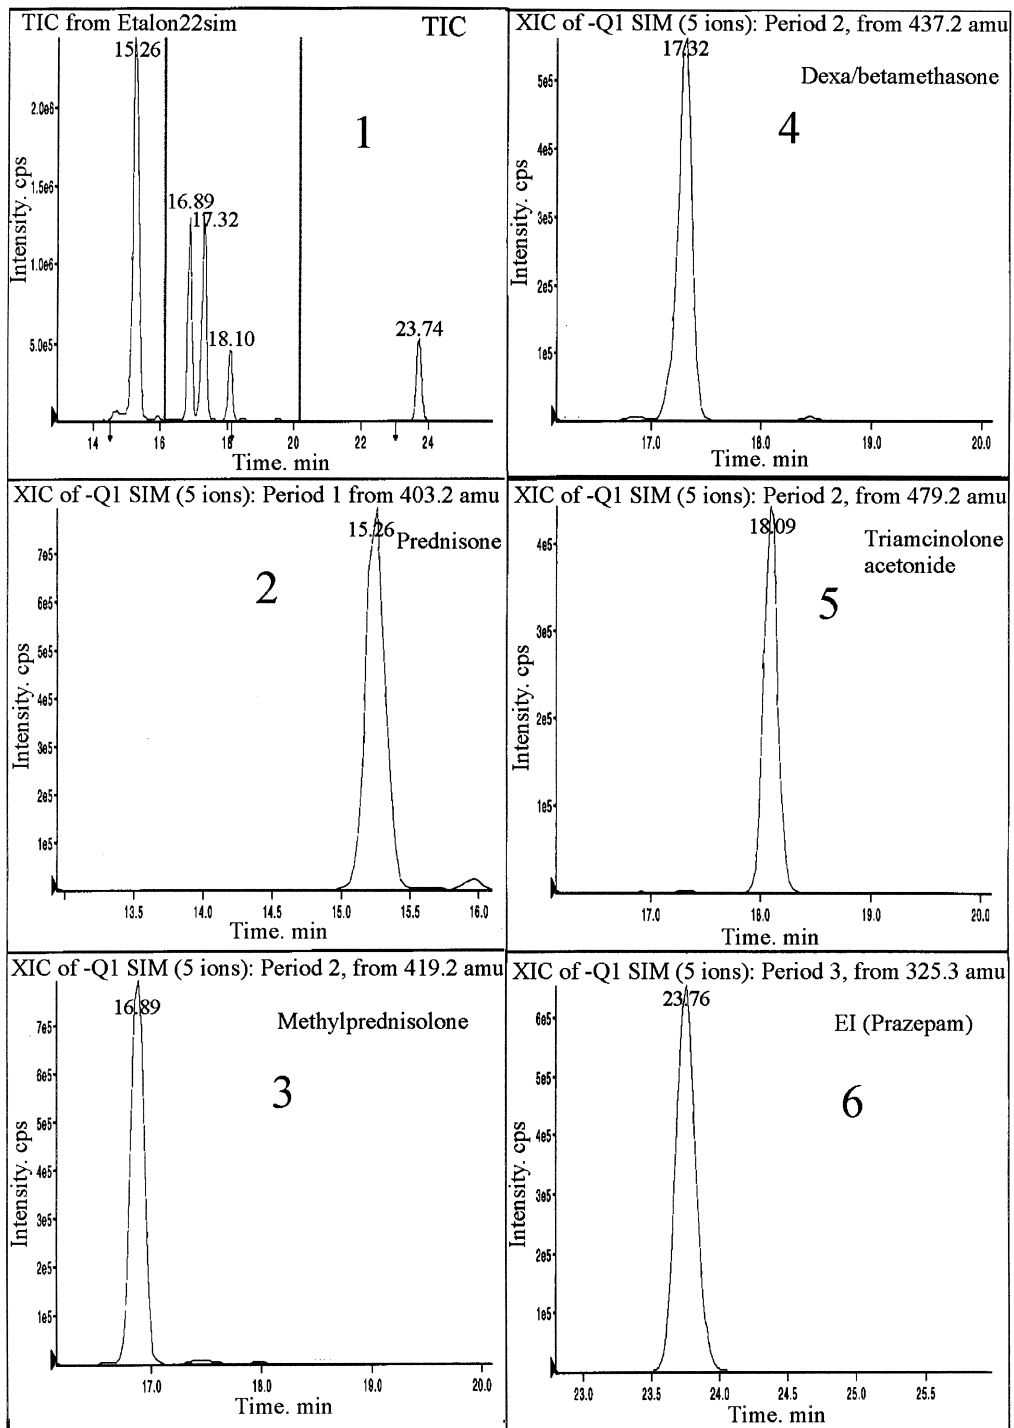 TIC from Etalon22sim
TIC
15.26
2.0e6
1
1.5e6
16.89
17.32
1.0e6
18.10
23.74
5.0e5
Intensity. cps
14 16 18 20 22 24
Time. min
XIC of -Q1 SIM (5 ions): Period 2, from 437.2 amu
17.32
Dexa/betamethasone
5e5
4
4e5
3e5
2e5
1e5
Intensity. cps
17.0 18.0 19.0 20.0
Time. min
XIC of -Q1 SIM (5 ions): Period 1 from 403.2 amu
15.26
Prednisone
7e5
2
6e5
5e5
4e5
3e5
2e5
1e5
Intensity. cps
13.5 14.0 14.5 15.0 15.5 16.0
Time. min
XIC of -Q1 SIM (5 ions): Period 2, from 479.2 amu
18.09
Triamcinolone
acetonide
4e5
5
3e5
2e5
1e5
Intensity. cps
17.0 18.0 19.0 20.0
Time. min
XIC of -Q1 SIM (5 ions): Period 2, from 419.2 amu
16.89
Methylprednisolone
7e5
3
6e5
5e5
4e5
3e5
2e5
1e5
Intensity. cps
17.0 18.0 19.0 20.0
Time. min
XIC of -Q1 SIM (5 ions): Period 3, from 325.3 amu
23.76
EI (Prazepam)
6e5
6
5e5
4e5
3e5
2e5
1e5
Intensity. cps
23.0 23.5 24.0 24.5 25.0 25.5
Time. min